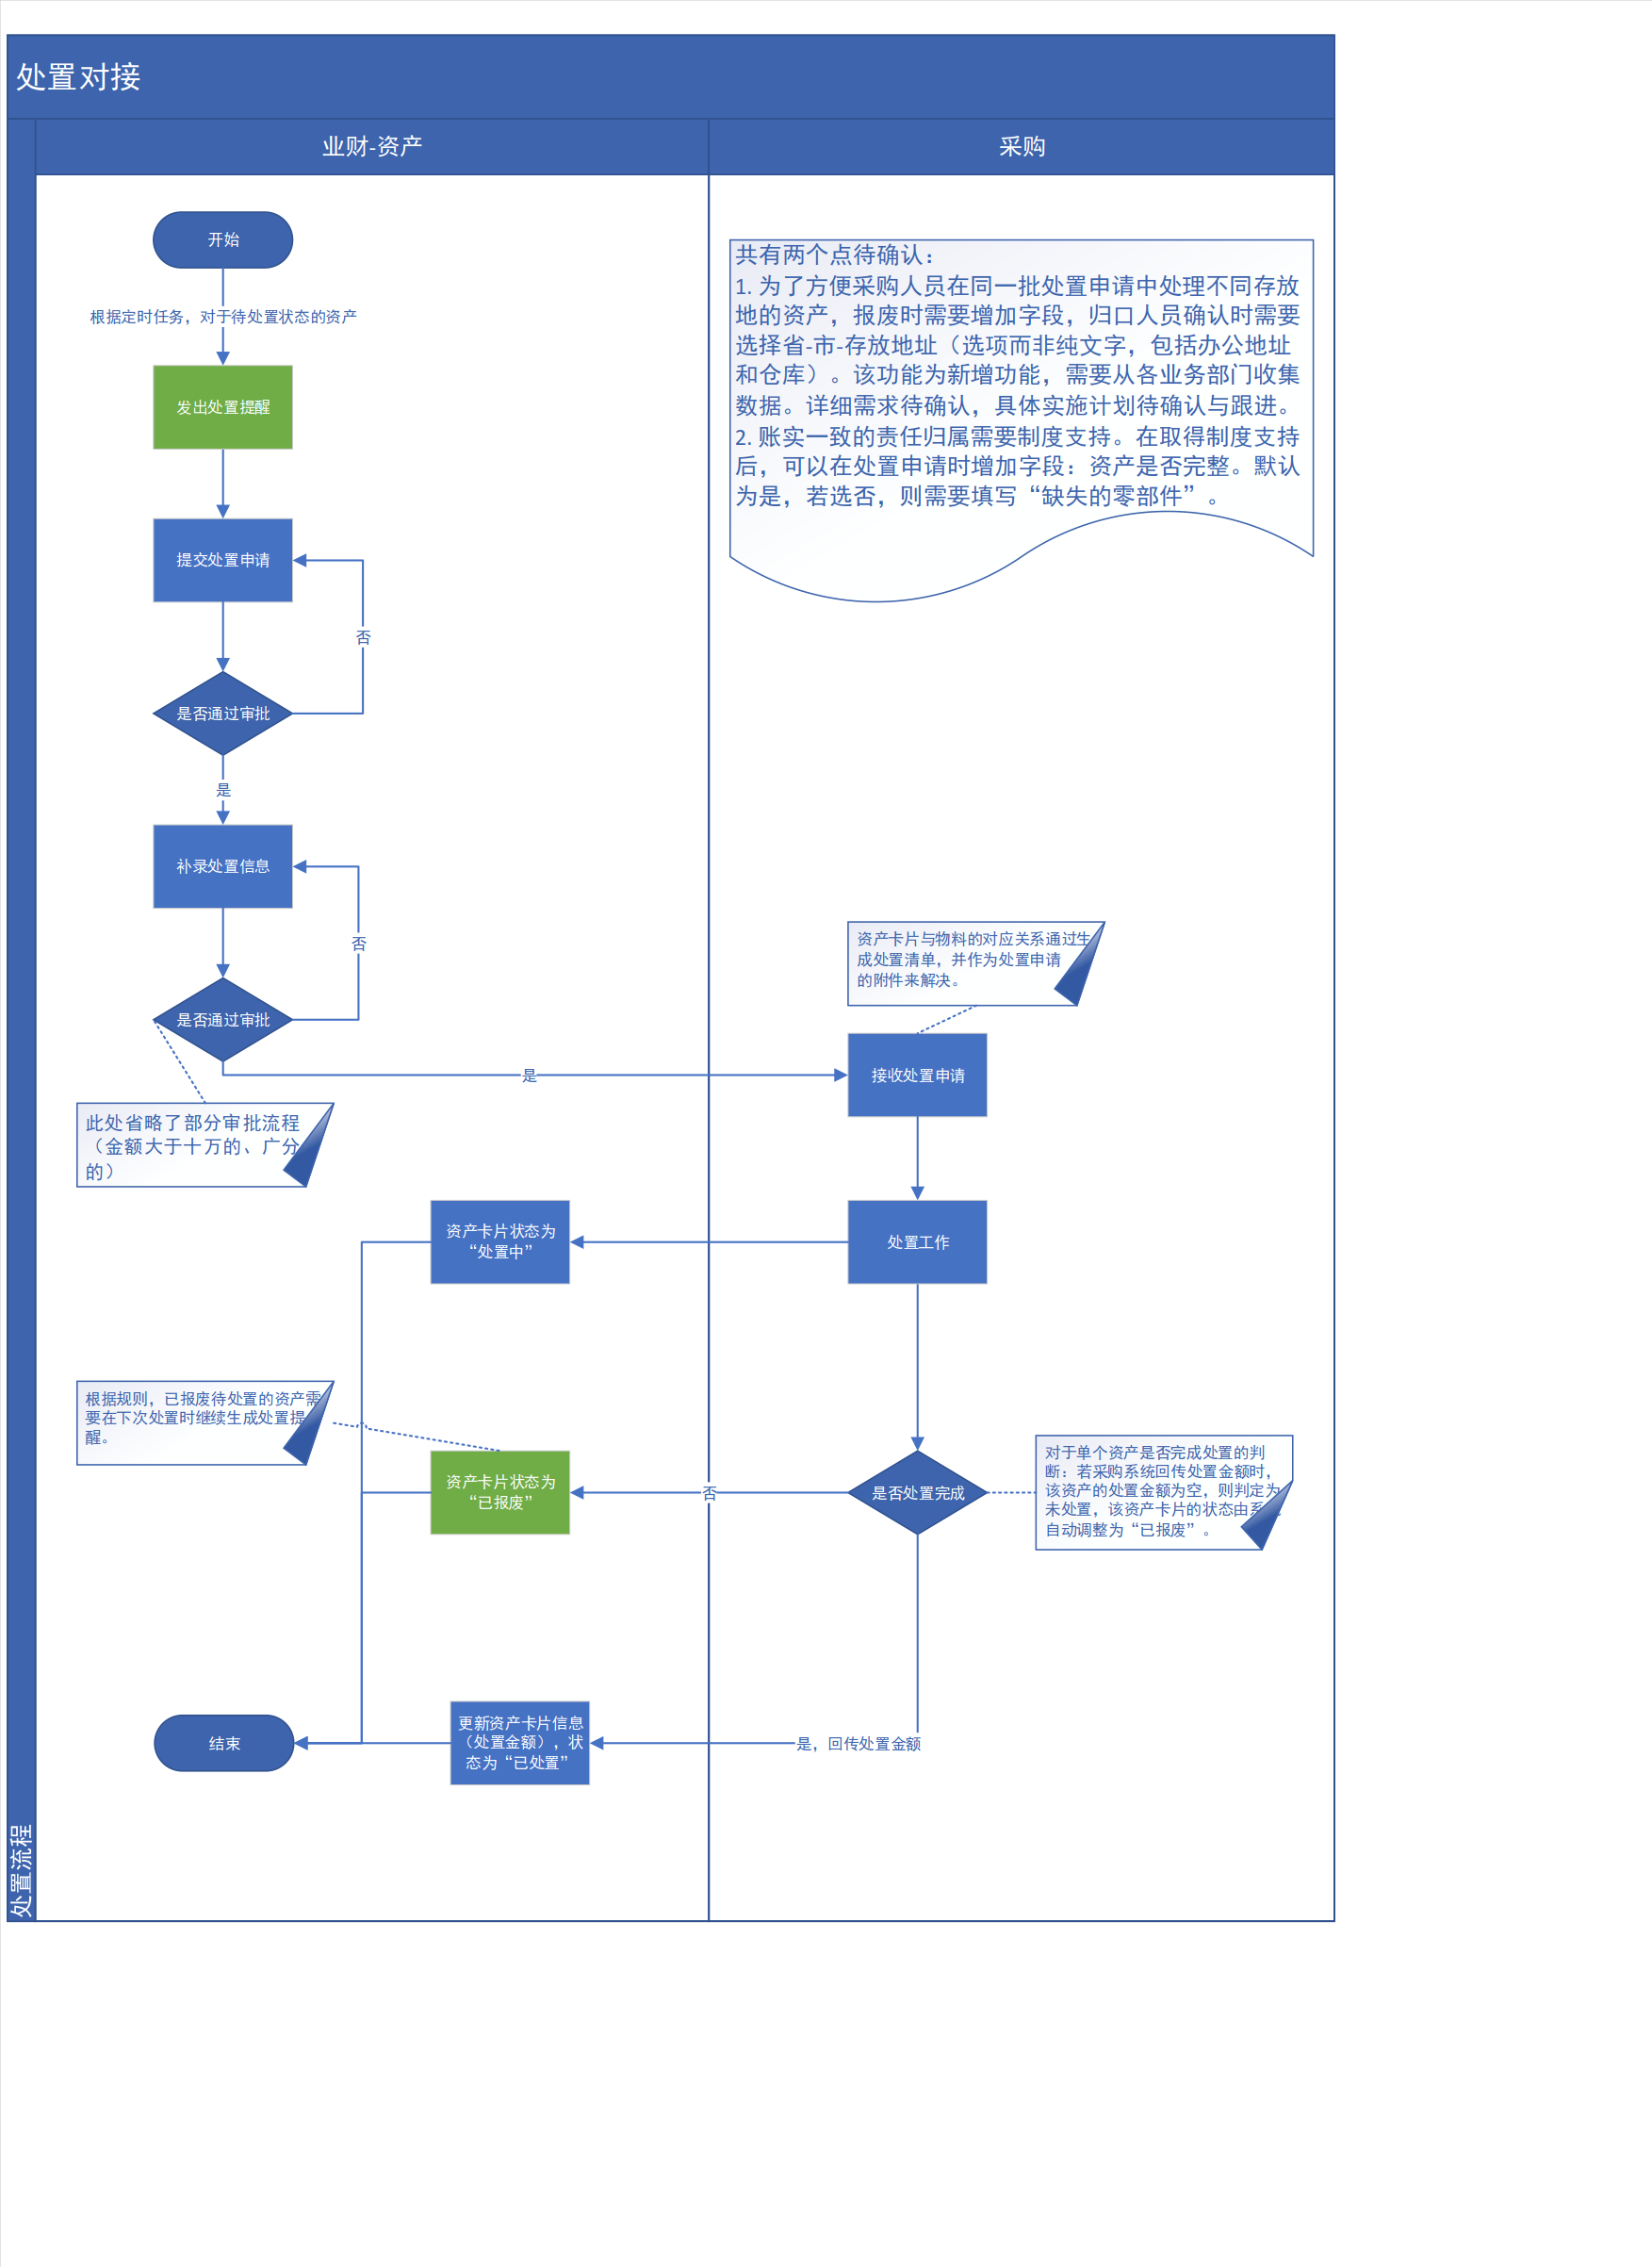 处置对接
业财-资产
采购
开始
根据定时任务，对于待处置状态的资产
发出处置提醒
提交处置申请
否
是否通过审批
是
补录处置信息
否
是否通过审批
是
此处省略了部分审批流程
（金额大于十万的、广分
的）
共有两个点待确认：
1. 为了方便采购人员在同一批处置申请中处理不同存放
地的资产，报废时需要增加字段，归口人员确认时需要
选择省-市-存放地址（选项而非纯文字，包括办公地址
和仓库）。该功能为新增功能，需要从各业务部门收集
数据。详细需求待确认，具体实施计划待确认与跟进。
2. 账实一致的责任归属需要制度支持。在取得制度支持
后，可以在处置申请时增加字段：资产是否完整。默认
为是，若选否，则需要填写“缺失的零部件”。
资产卡片与物料的对应关系通过生
成处置清单，并作为处置申请
的附件来解决。
接收处置申请
处置工作
资产卡片状态为
“处置中”
根据规则，已报废待处置的资产需
要在下次处置时继续生成处置提
醒。
资产卡片状态为
“已报废”
否
是否处置完成
对于单个资产是否完成处置的判
断：若采购系统回传处置金额时，
该资产的处置金额为空，则判定为
未处置，该资产卡片的状态由系
自动调整为“已报废”。
是，回传处置金额
更新资产卡片信息
（处置金额），状
态为“已处置”
结束
处置流程